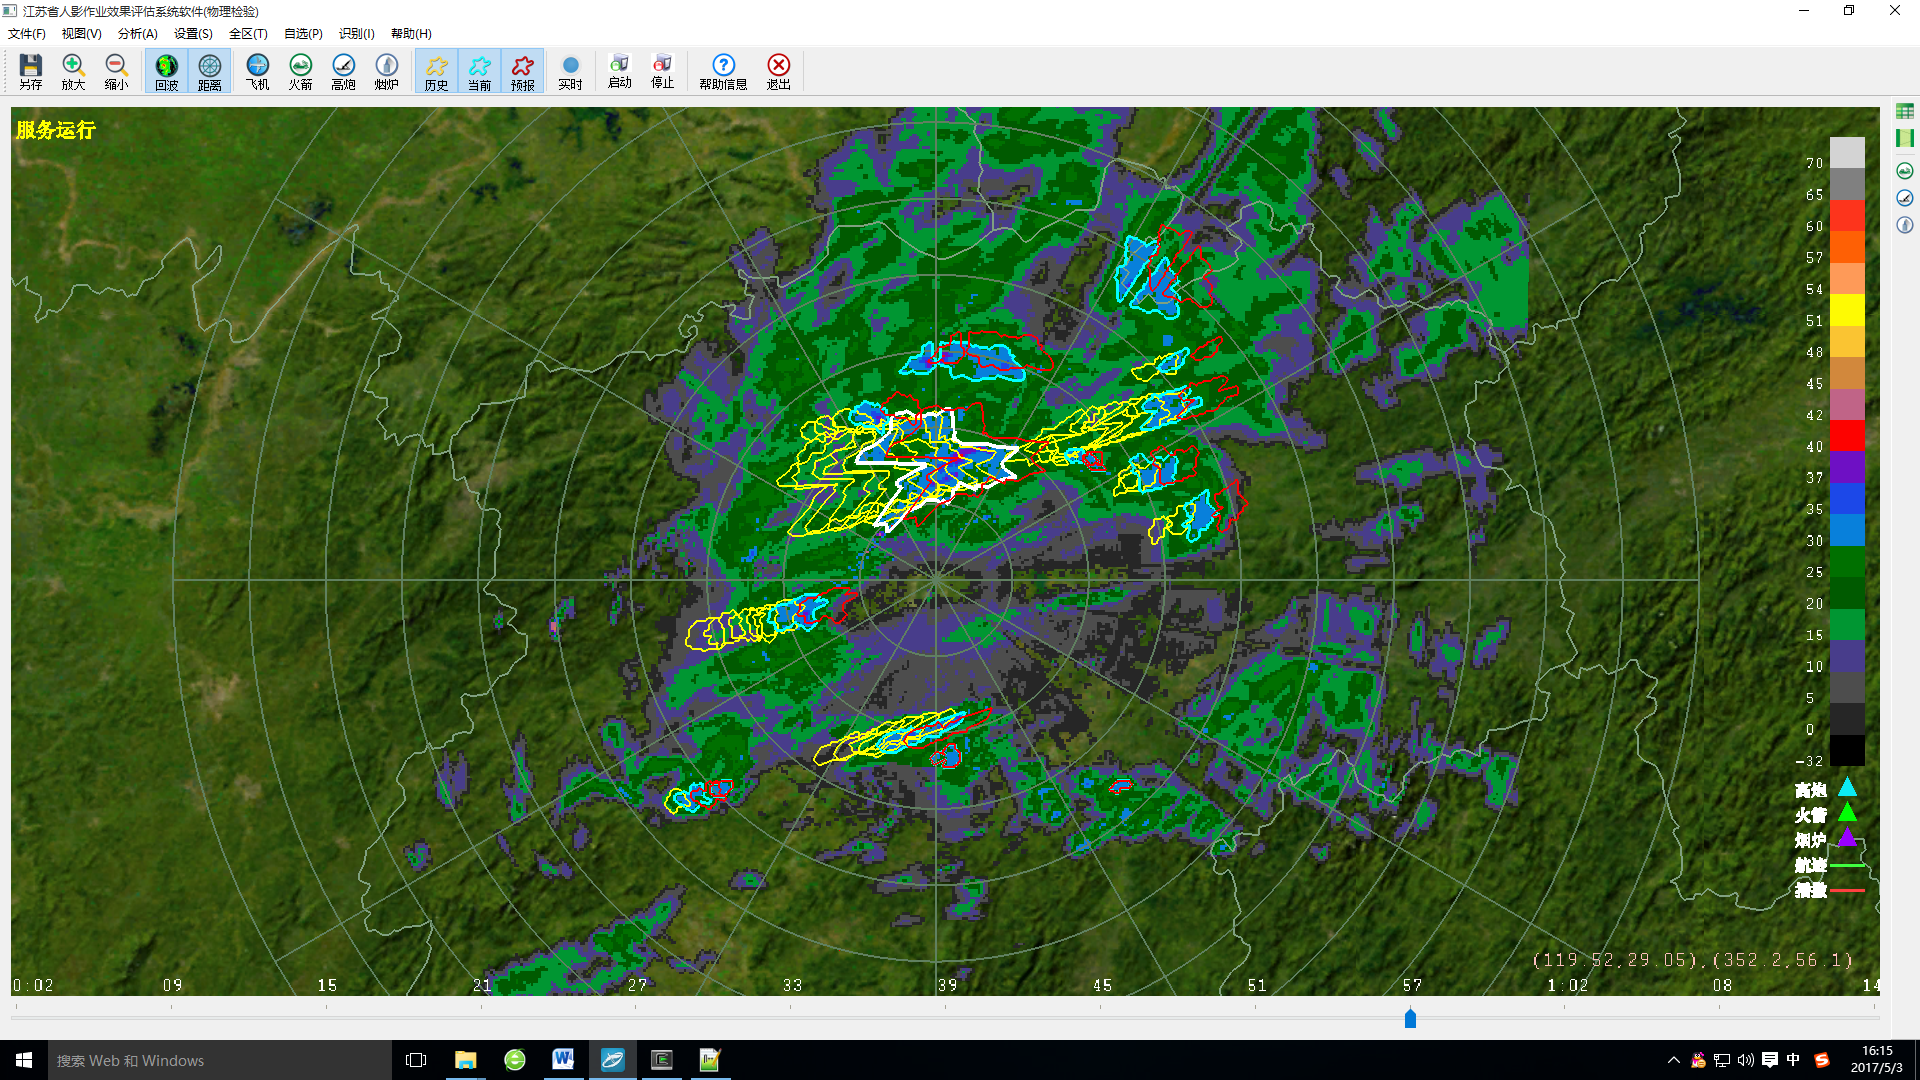 江苏省人影作业效果评估系统软件(物理检验)
文件(F) 视图(V) 分析(A) 设置(S) 全区(T) 自选(P) 识别(I) 帮助(H)
另存 放大 缩小 回波 距离 飞机 火箭 高炮 烟炉 历史 当前 预报 实时 启动 停止 帮助信息 退出
服务运行
70
65
60
57
54
51
48
45
42
40
37
35
30
25
20
15
10
5
0
-32
高炮
火箭
烟炉
航迹
播散
(119.52,29.05),(352.2,56.1)
0:02 09 15 21 27 33 39 45 51 57 1:02 08 14
搜索 Web 和 Windows
中
16:15
2017/5/3